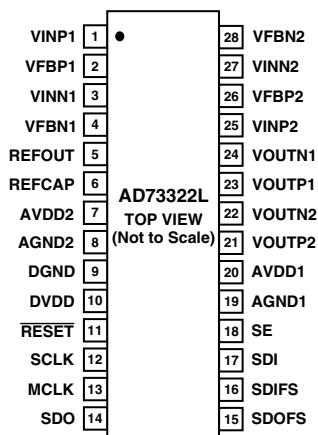 VINP1 1 28 VFBN2
VFBP1 2 27 VINN2
VINN1 3 26 VFBP2
VFBN1 4 25 VINP2
REFOUT 5 24 VOUTN1
REFCAP 6 23 VOUTP1
AVDD2 7 AD73322L 22 VOUTN2
AGND2 8 TOP VIEW 21 VOUTP2
(Not to Scale)
DGND 9 20 AVDD1
DVDD 10 19 AGND1
RESET 11 18 SE
SCLK 12 17 SDI
MCLK 13 16 SDIFS
SDO 14 15 SDOFS